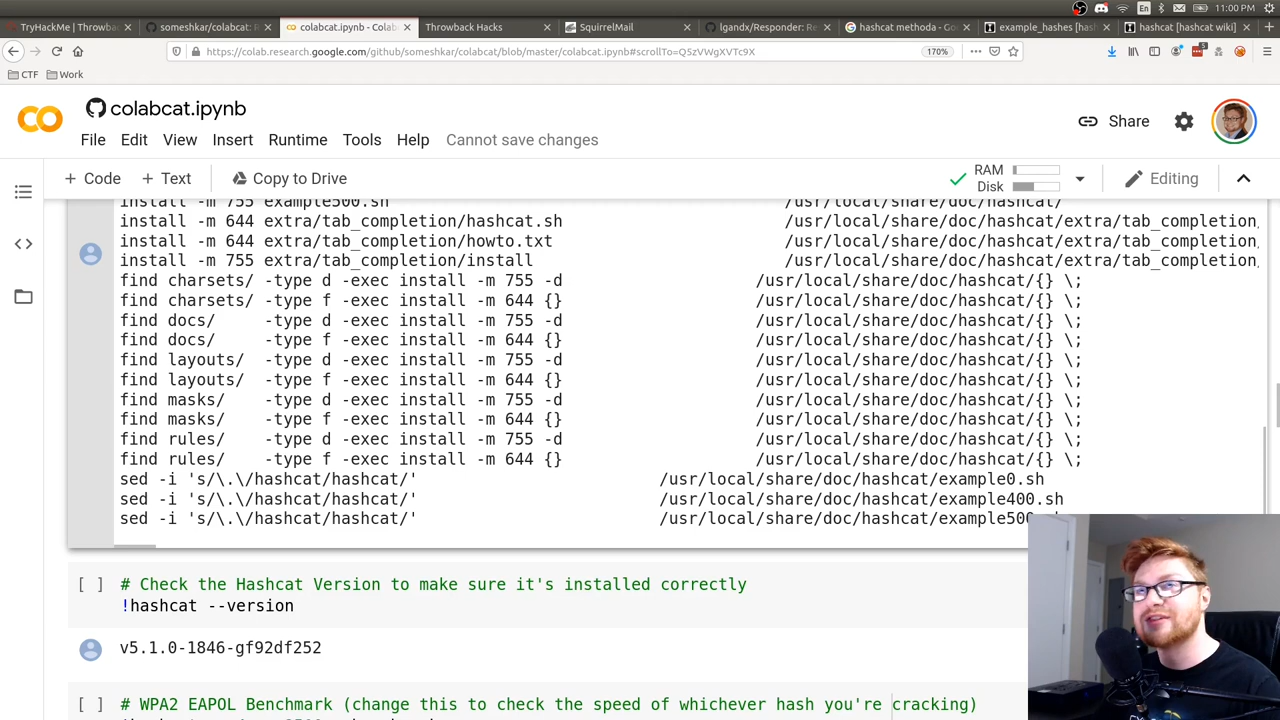 11:00 PM
En
TryHackMe | Throwbac
someshkar/colabcat: R
colabcat.ipynb - Colab
Throwback Hacks
SquirrelMail
lgandx/Responder: Re
hashcat methoda - Go
example_hashes [hash
hashcat [hashcat wiki]
https://colab.research.google.com/github/someshkar/colabcat/blob/master/colabcat.ipynb#scrollTo=Q5zVWgXVTc9X
170%
CTF
Work
colabcat.ipynb
File Edit View Insert Runtime Tools Help Cannot save changes
Share
+ Code + Text Copy to Drive
RAM
Disk
Editing
install -m 755 example500.sh /usr/local/share/doc/hashcat/
install -m 644 extra/tab_completion/hashcat.sh /usr/local/share/doc/hashcat/extra/tab_completion
install -m 644 extra/tab_completion/howto.txt /usr/local/share/doc/hashcat/extra/tab_completion
install -m 755 extra/tab_completion/install /usr/local/share/doc/hashcat/extra/tab_completion
find charsets/ -type d -exec install -m 755 -d /usr/local/share/doc/hashcat/{} \;
find charsets/ -type f -exec install -m 644 {} /usr/local/share/doc/hashcat/{} \;
find docs/ -type d -exec install -m 755 -d /usr/local/share/doc/hashcat/{} \;
find docs/ -type f -exec install -m 644 {} /usr/local/share/doc/hashcat/{} \;
find layouts/ -type d -exec install -m 755 -d /usr/local/share/doc/hashcat/{} \;
find layouts/ -type f -exec install -m 644 {} /usr/local/share/doc/hashcat/{} \;
find masks/ -type d -exec install -m 755 -d /usr/local/share/doc/hashcat/{} \;
find masks/ -type f -exec install -m 644 {} /usr/local/share/doc/hashcat/{} \;
find rules/ -type d -exec install -m 755 -d /usr/local/share/doc/hashcat/{} \;
find rules/ -type f -exec install -m 644 {} /usr/local/share/doc/hashcat/{} \;
sed -i 's/\.\/hashcat/hashcat/' /usr/local/share/doc/hashcat/example0.sh
sed -i 's/\.\/hashcat/hashcat/' /usr/local/share/doc/hashcat/example400.sh
sed -i 's/\.\/hashcat/hashcat/' /usr/local/share/doc/hashcat/example500
[ ] # Check the Hashcat Version to make sure it's installed correctly
!hashcat --version
v5.1.0-1846-gf92df252
[ ] # WPA2 EAPOL Benchmark (change this to check the speed of whichever hash you're cracking)